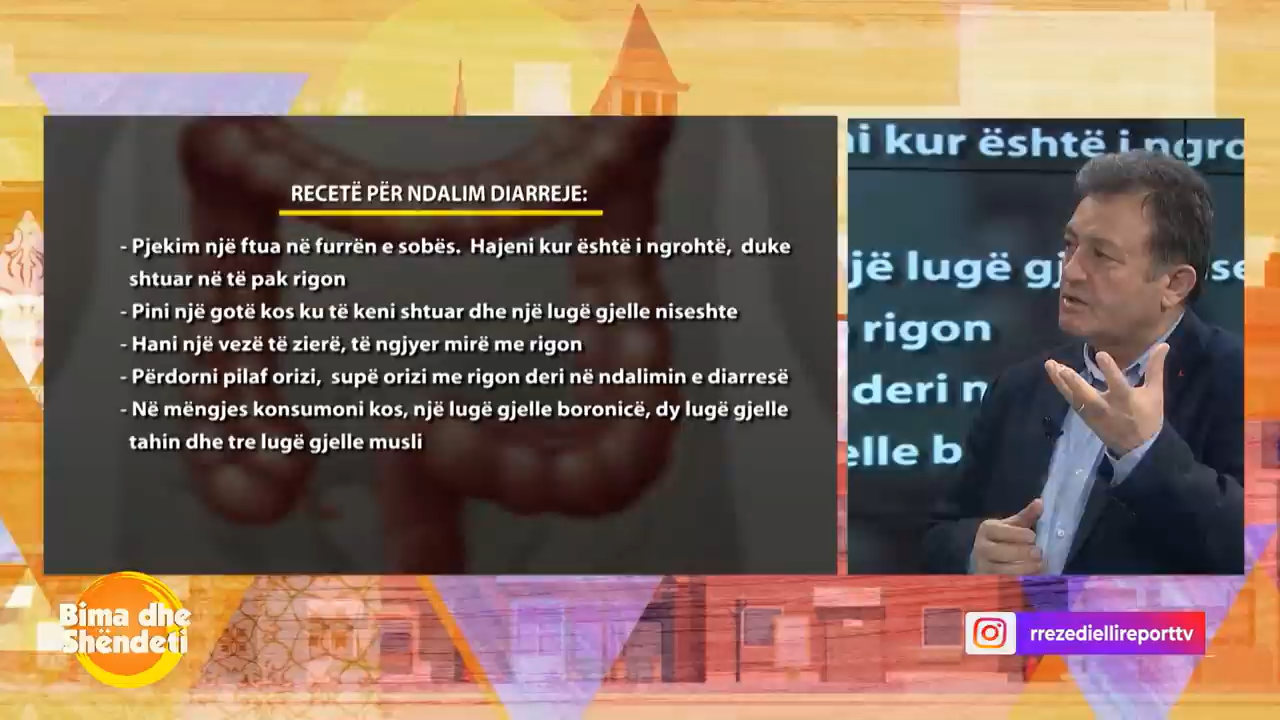 RECETË PËR NDALIM DIARREJE:
- Pjekim një ftua në furrën e sobës. Hajeni kur është i ngrohtë, duke
shtuar në të pak rigon
- Pini një gotë kos ku të keni shtuar dhe një lugë gjelle niseshte
- Hani një vezë të zierë, të ngjyer mirë me rigon
- Përdorni pilaf orizi, supë orizi me rigon deri në ndalimin e diarresë
- Në mëngjes konsumoni kos, një lugë gjelle boronicë, dy lugë gjelle
tahin dhe tre lugë gjelle musli
kur është i ngro
lugë gj
rigon
deri n
elle b
Bima dhe
Shëndeti
rrezediellireporttv